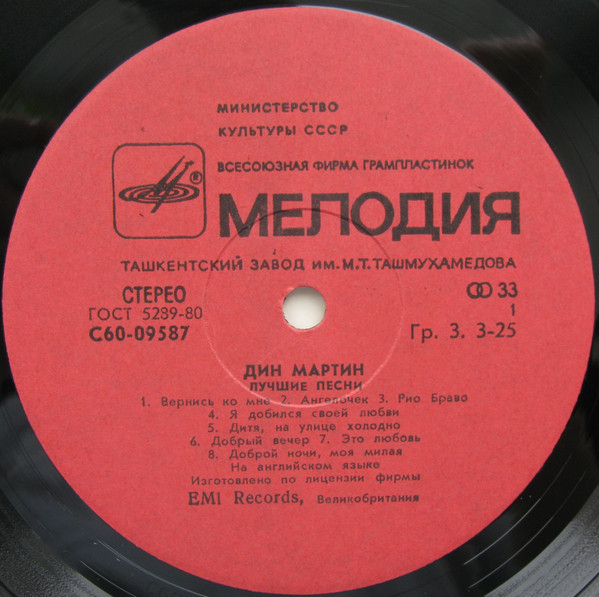 МИНИСТЕРСТВО
КУЛЬТУРЫ СССР
ВСЕСОЮЗНАЯ ФИРМА ГРАМПЛАСТИНОК
®
МЕЛОДИЯ
ТАШКЕНТСКИЙ ЗАВОД ИМ. М.Т. ТАШМУХАМЕДОВА
СТЕРЕО 33
ГОСТ 5289-80 1
С60-09587 Гр. 3. 3-25
ДИН МАРТИН
ЛУЧШИЕ ПЕСНИ
1. Вернись ко мне 2. Ангелочек 3. Рио Браво
4. Я добился своей любви
5. Дитя, на улице холодно
6. Добрый вечер 7. Это любовь
8. Доброй ночи, моя милая
На английском языке
Изготовлено по лицензии фирмы
EMI Records, Великобритания